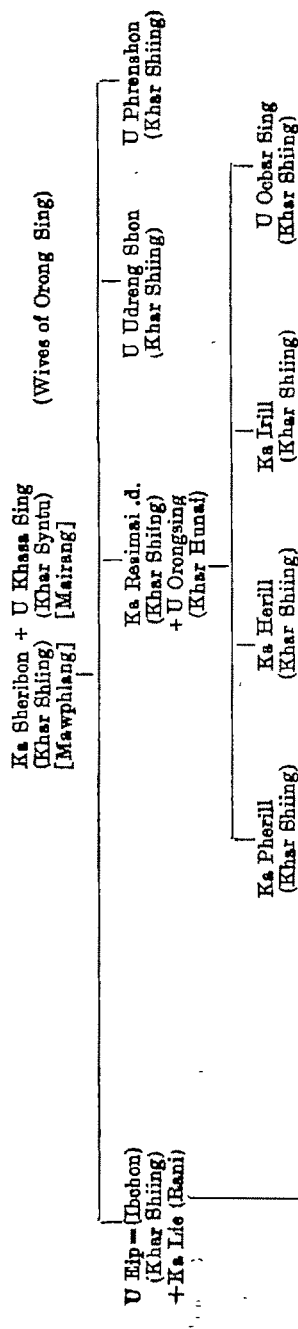 Ka Sheribon + U Khasa Sing
(Khar Shiing) (Khar Syntu)
[Mawphlang] [Mairang]
(Wives of Orong Sing)
U Eip—(Ibohon)
(Khar Shiing)
+Ka Lie (Rani)
Ka Resimai .d.
(Khar Shiing)
+ U Orongsing
(Khar Hunai)
U Udreng Shon
(Khar Shiing)
U Phrenshon
(Khar Shiing)
Ka Pherill
(Khar Shiing)
Ka Herill
(Khar Shiing)
Ka Irill
(Khar Shiing)
U Ocbar Sing
(Khar Shiing)